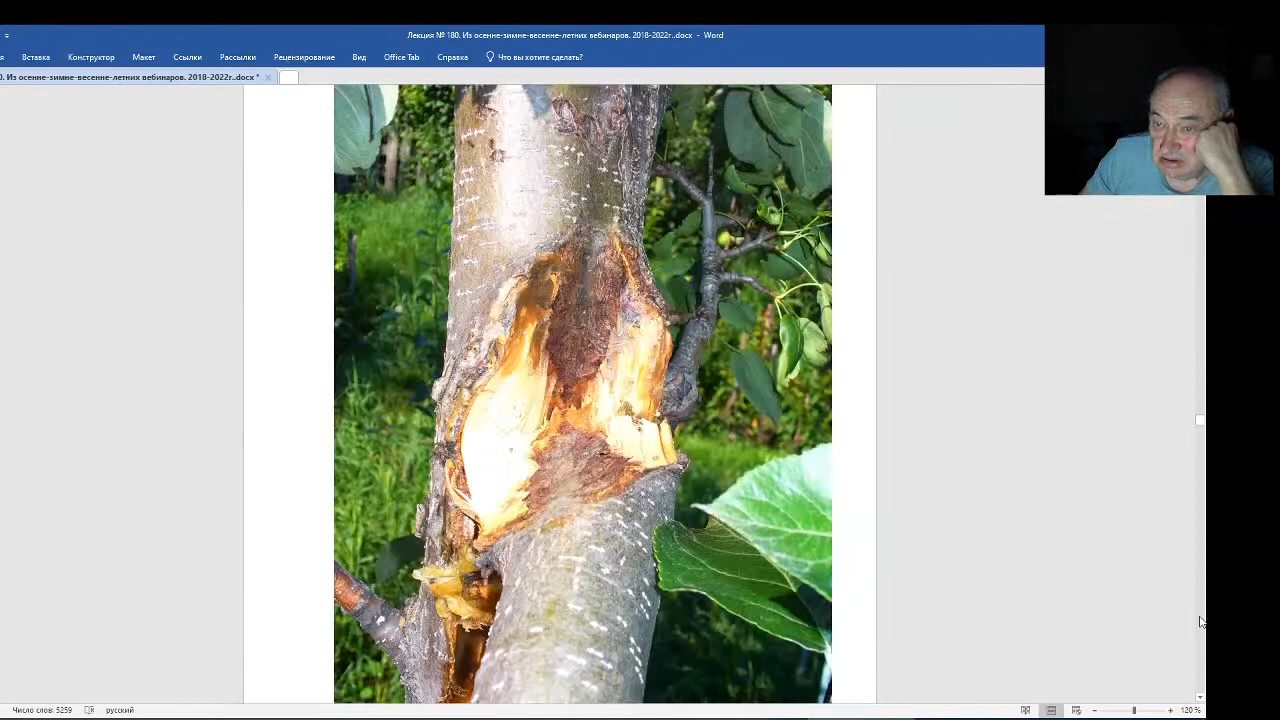 Лекция № 180. Из осенне-зимне-весенне-летних вебинаров. 2018-2022г..docx - Word
я Вставка Конструктор Макет Ссылки Рассылки Рецензирование Вид Office Tab Справка Что вы хотите сделать?
0. Из осенне-зимне-весенне-летних вебинаров. 2018-2022г..docx *
Число слов: 5259 русский 120 %